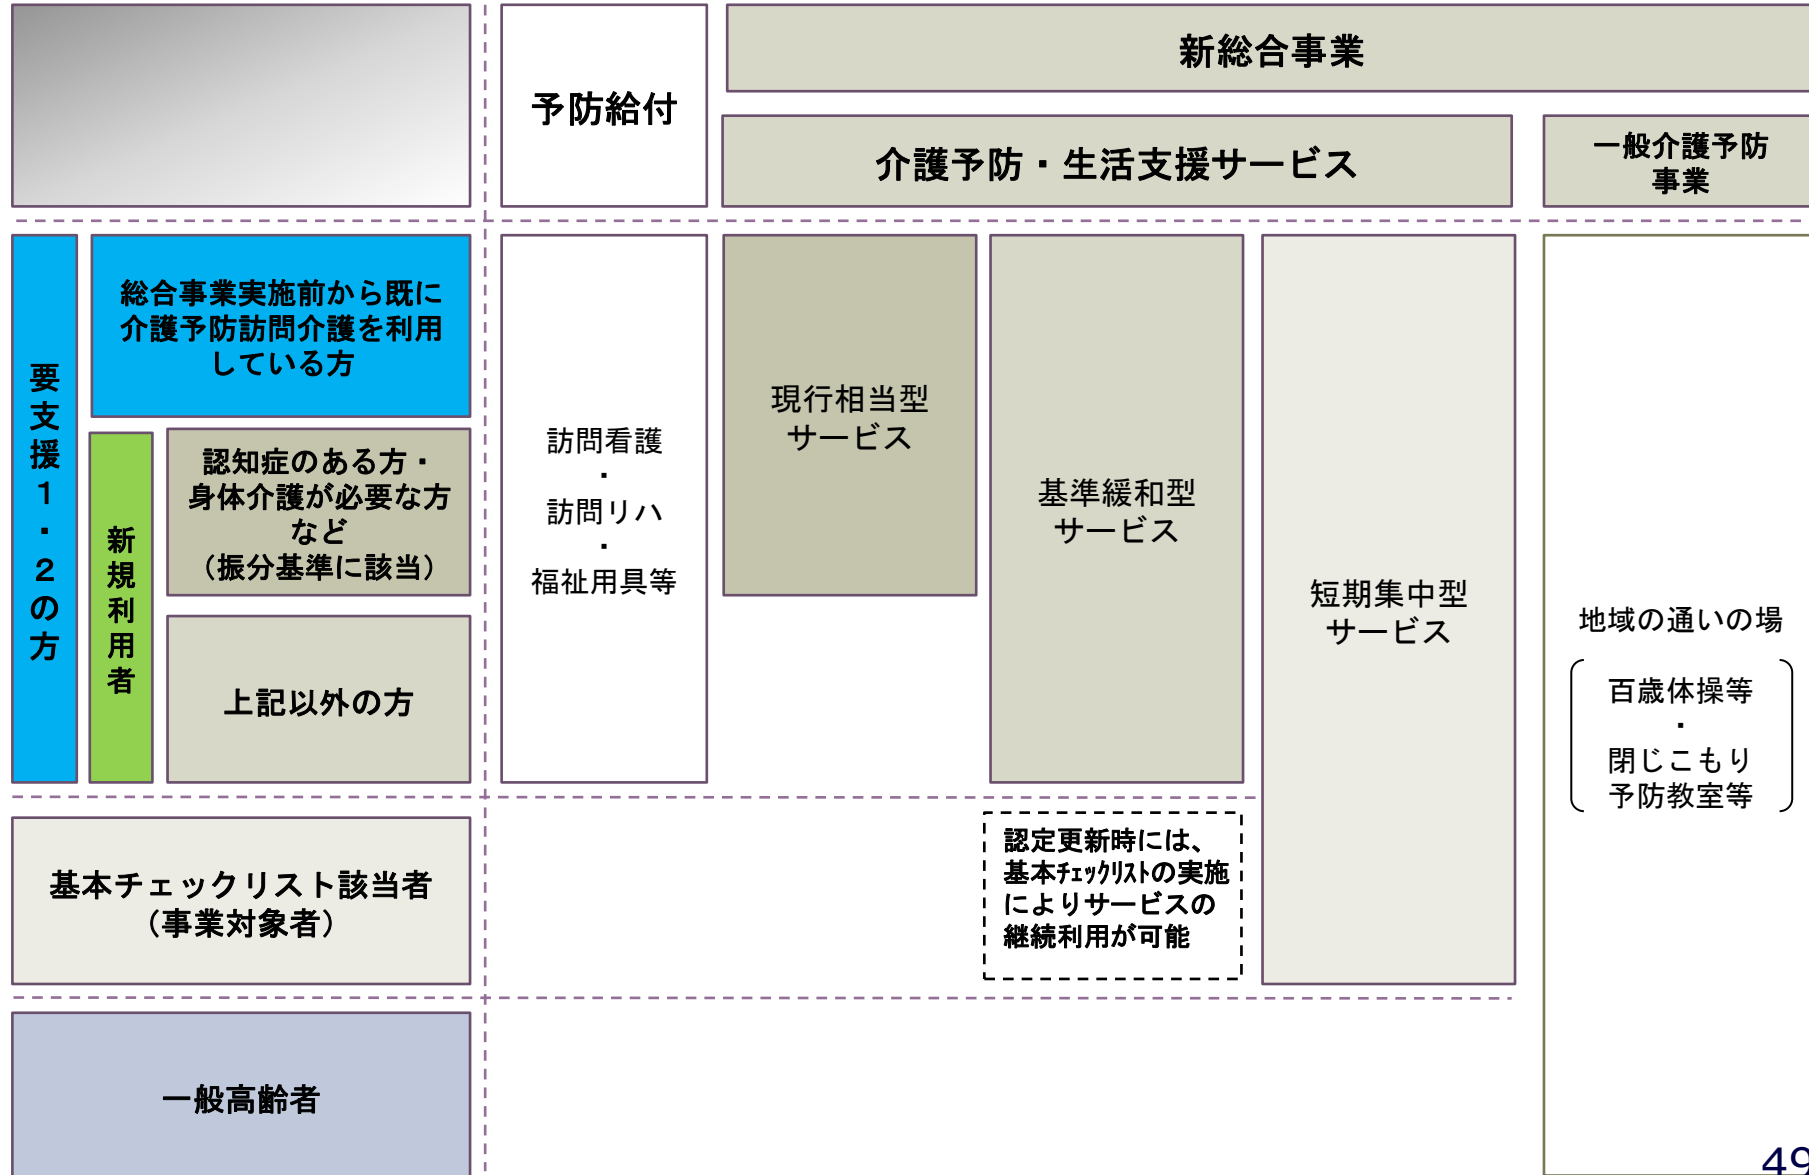 予防給付
新総合事業
介護予防・生活支援サービス
一般介護予防
事業
要支援1・2の方
総合事業実施前から既に
介護予防訪問介護を利用
している方
新規利用者
認知症のある方・
身体介護が必要な方
など
（振分基準に該当）
上記以外の方
訪問看護
・
訪問リハ
・
福祉用具等
現行相当型
サービス
基準緩和型
サービス
短期集中型
サービス
地域の通いの場
百歳体操等
・
閉じこもり
予防教室等
基本チェックリスト該当者
（事業対象者）
認定更新時には、
基本ﾁｪｯｸﾘｽﾄの実施
によりサービスの
継続利用が可能
一般高齢者
49